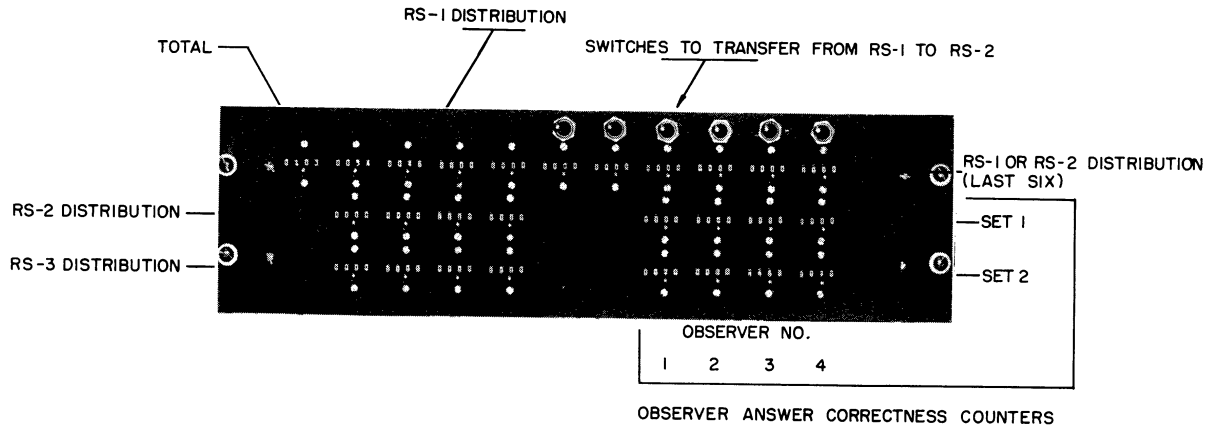 RS-1 DISTRIBUTION
TOTAL
SWITCHES TO TRANSFER FROM RS-1 TO RS-2
RS-1 OR RS-2 DISTRIBUTION
(LAST SIX)
RS-2 DISTRIBUTION
SET 1
RS-3 DISTRIBUTION
SET 2
OBSERVER NO.
1 2 3 4
OBSERVER ANSWER CORRECTNESS COUNTERS